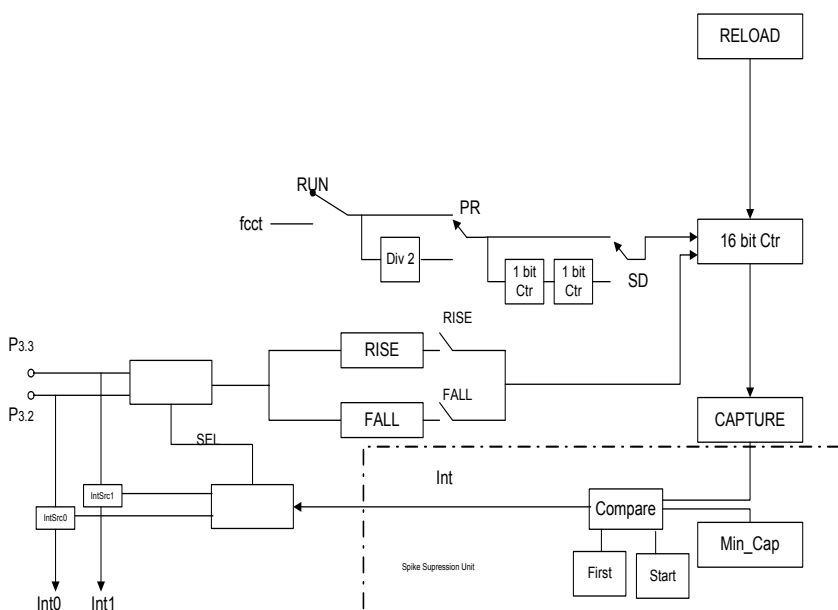 RELOAD
RUN
PR
fcct
16 bit Ctr
Div 2
1 bit
Ctr
1 bit
Ctr
SD
RISE
P3.3
RISE
FALL
P3.2
FALL
CAPTURE
SEL
Int
IntSrc1
Compare
IntSrc0
Min_Cap
Spike Supression Unit
First
Start
Int0
Int1